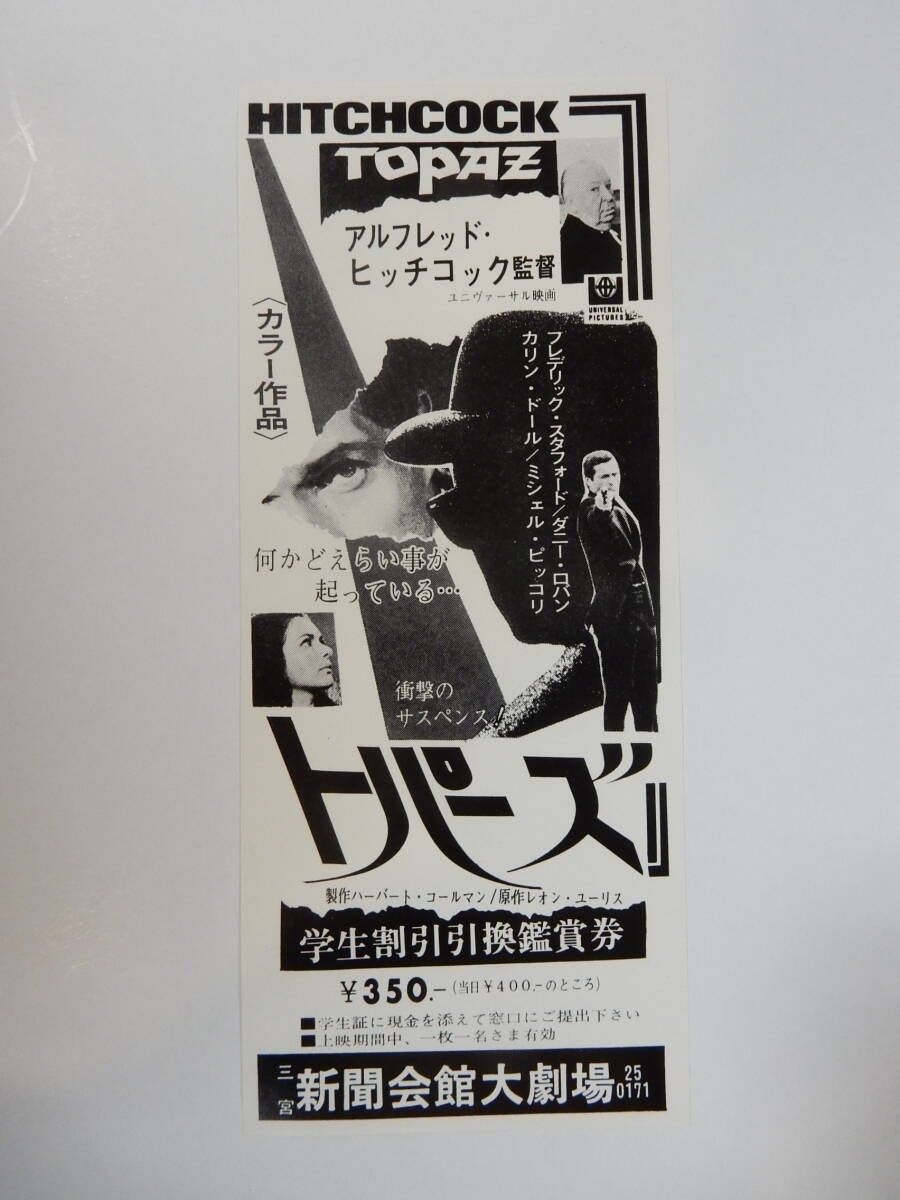 HITCHCOCK
TOPAZ
アルフレッド・
ヒッチコック監督
ユニヴァーサル映画
UNIVERSAL
PICTURES
〈カラー作品〉
フレデリック・スタフォード/ダニー・ロバン
カリン・ドール/ミシェル・ピッコリ
何かどえらい事が
起っている…
衝撃の
サスペンス!
『トパーズ』
製作ハーバート・コールマン/原作レオン・ユーリス
学生割引引換鑑賞券
¥350.-(当日¥400.-のところ)
■学生証に現金を添えて窓口にご提出下さい
■上映期間中、一枚一名さま有効
三宮 新聞会館大劇場 25 0171